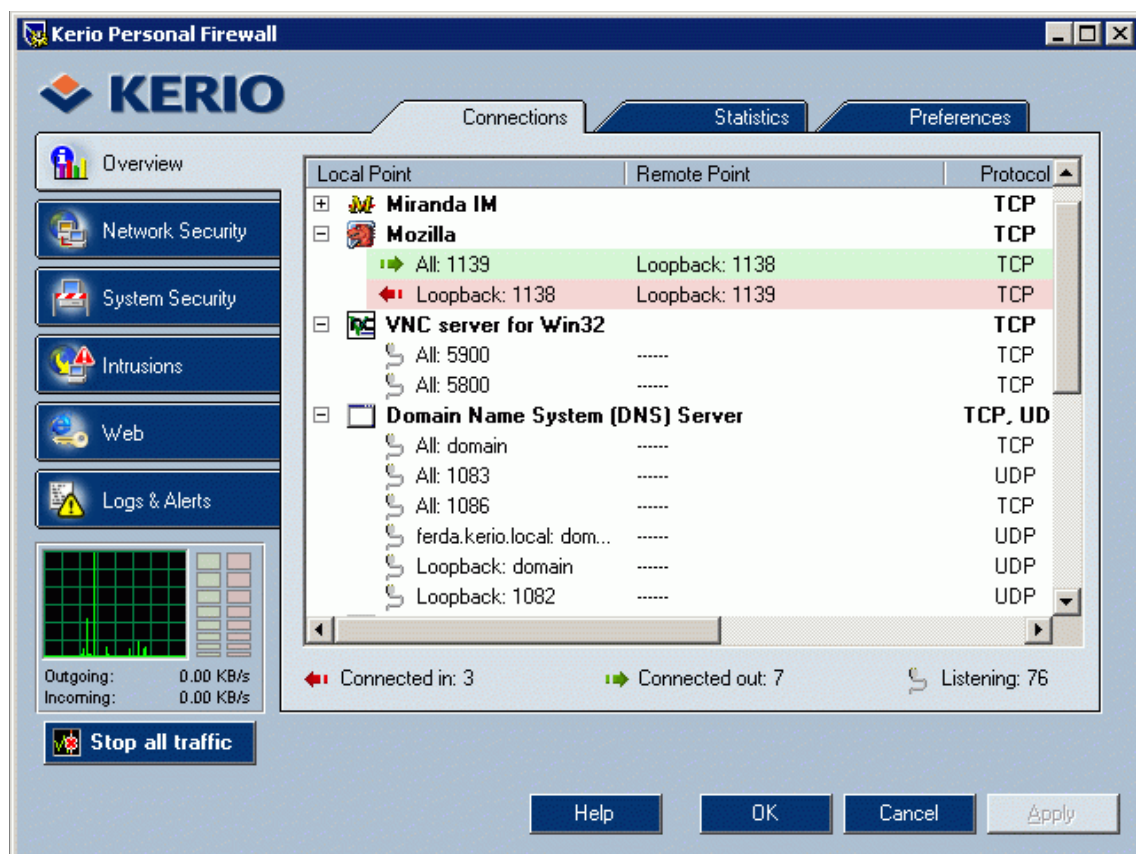 Kerio Personal Firewall
KERIO
Connections Statistics Preferences
Overview
Network Security
System Security
Intrusions
Web
Logs & Alerts
Local Point Remote Point Protocol
Miranda IM TCP
Mozilla TCP
All: 1139 Loopback: 1138 TCP
Loopback: 1138 Loopback: 1139 TCP
VNC server for Win32 TCP
All: 5900 ------ TCP
All: 5800 ------ TCP
Domain Name System (DNS) Server TCP, UD
All: domain ------ TCP
All: 1083 ------ UDP
All: 1086 ------ TCP
ferda.kerio.local: dom... ------ UDP
Loopback: domain ------ UDP
Loopback: 1082 ------ UDP
Connected in: 3 Connected out: 7 Listening: 76
Outgoing: 0.00 KB/s
Incoming: 0.00 KB/s
Stop all traffic
Help OK Cancel Apply